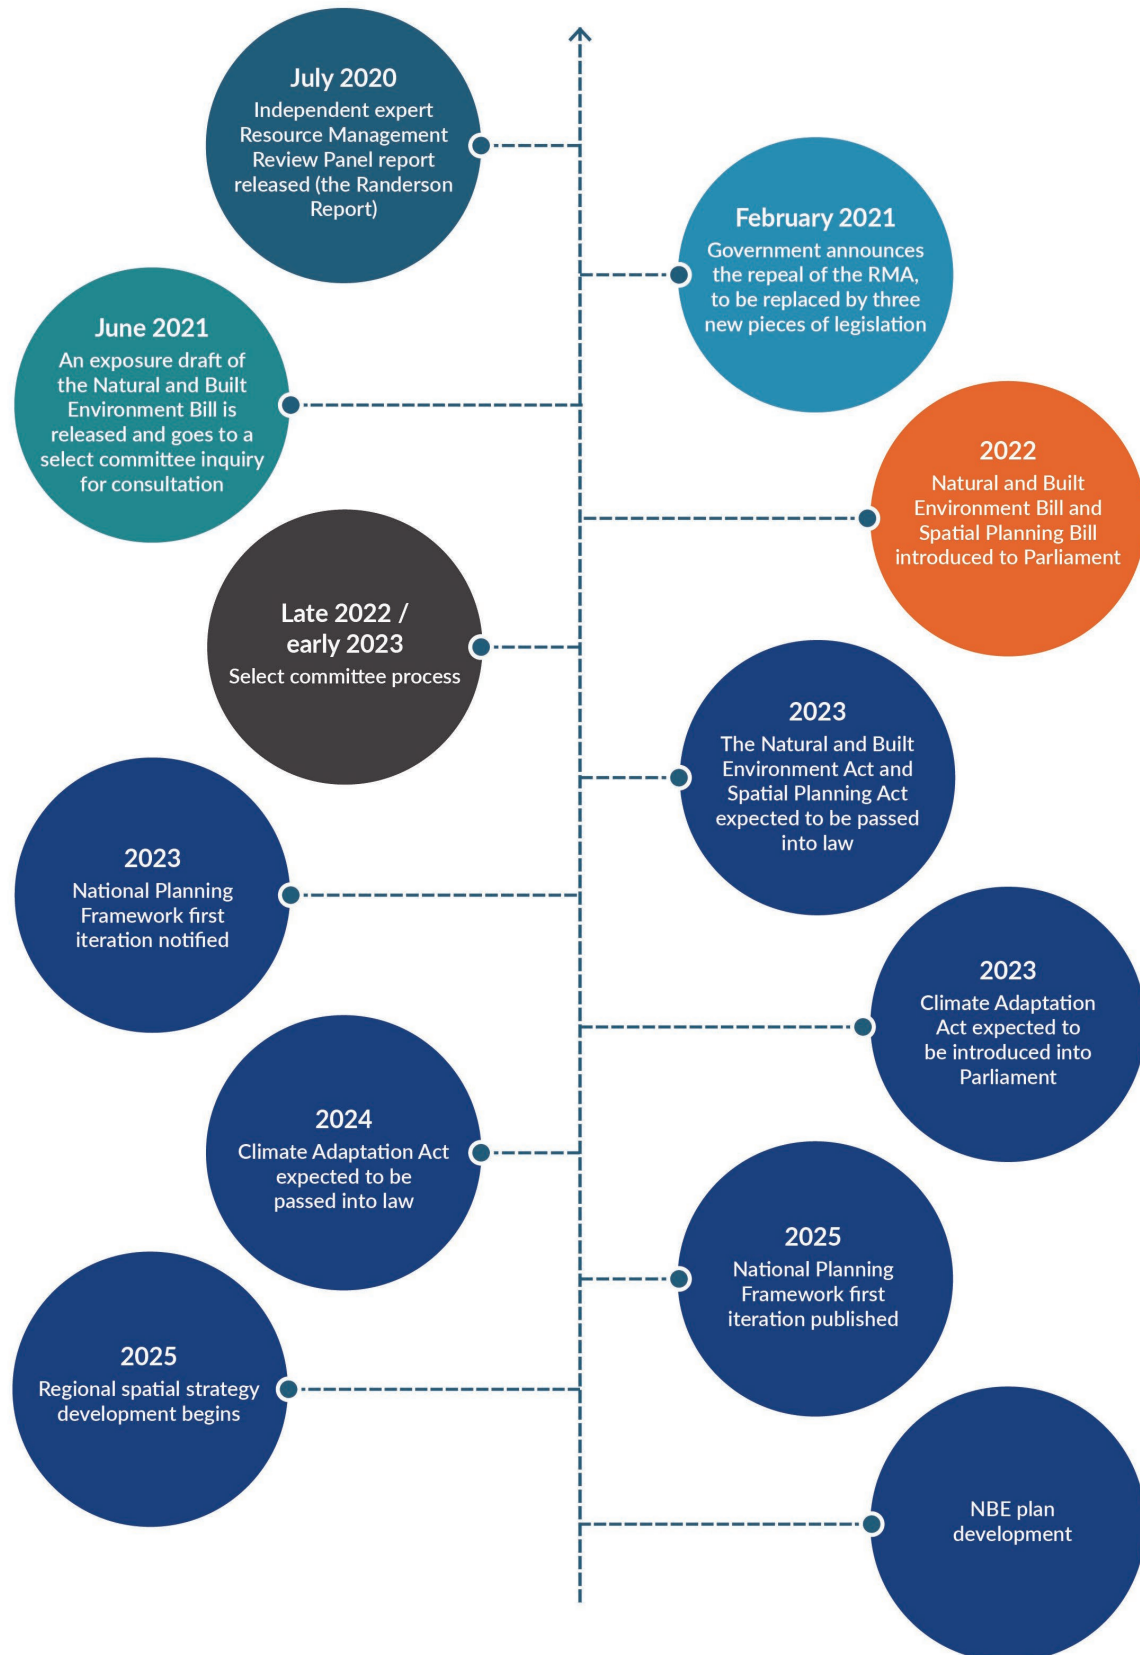 July 2020
Independent expert
Resource Management
Review Panel report
released (the Randerson
Report)
February 2021
Government announces
the repeal of the RMA,
to be replaced by three
new pieces of legislation
June 2021
An exposure draft of
the Natural and Built
Environment Bill is
released and goes to a
select committee inquiry
for consultation
2022
Natural and Built
Environment Bill and
Spatial Planning Bill
introduced to Parliament
Late 2022 /
early 2023
Select committee process
2023
The Natural and Built
Environment Act and
Spatial Planning Act
expected to be passed
into law
2023
National Planning
Framework first
iteration notified
2023
Climate Adaptation
Act expected to
be introduced into
Parliament
2024
Climate Adaptation Act
expected to be
passed into law
2025
National Planning
Framework first
iteration published
2025
Regional spatial strategy
development begins
NBE plan
development